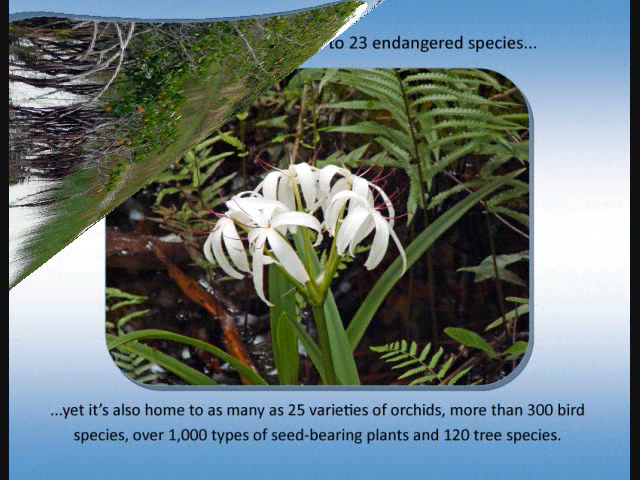 to 23 endangered species...
...yet it’s also home to as many as 25 varieties of orchids, more than 300 bird
species, over 1,000 types of seed-bearing plants and 120 tree species.